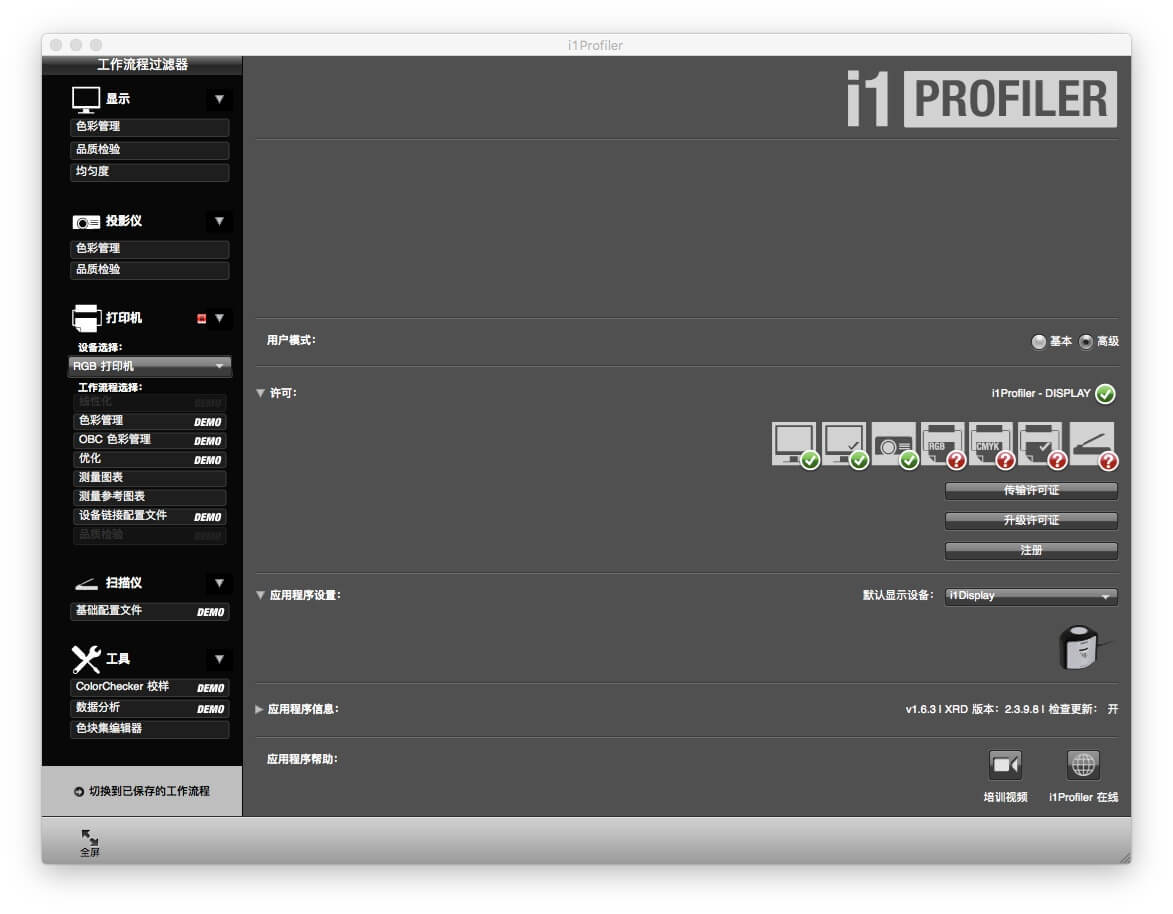 i1Profiler
工作流程过滤器
显示
色彩管理
品质检验
均匀度
投影仪
色彩管理
品质检验
打印机
设备选择:
RGB 打印机
工作流程选择:
线性化 DEMO
色彩管理 DEMO
OBC 色彩管理 DEMO
优化 DEMO
测量图表
测量参考图表
设备链接配置文件 DEMO
品质检验 DEMO
扫描仪
基础配置文件 DEMO
工具
ColorChecker 校样 DEMO
数据分析 DEMO
色块集编辑器
切换到已保存的工作流程
全屏
i1 PROFILER
用户模式:
基本 高级
许可:
i1Profiler - DISPLAY
RGB CMYK
传输许可证
升级许可证
注册
应用程序设置:
默认显示设备: i1Display
应用程序信息:
v1.6.3 I XRD 版本: 2.3.9.8 I 检查更新: 开
应用程序帮助:
培训视频 i1Profiler 在线